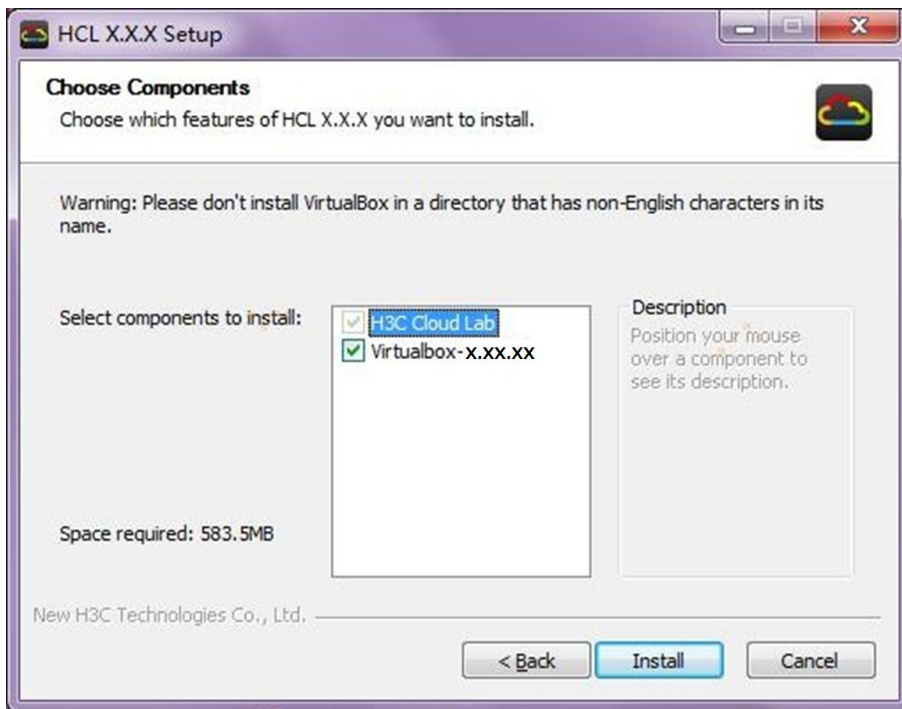 HCL X.X.X Setup
Choose Components
Choose which features of HCL X.X.X you want to install.
Warning: Please don't install VirtualBox in a directory that has non-English characters in its
name.
Select components to install:
H3C Cloud Lab
Virtualbox-X.XX.XX
Description
Position your mouse
over a component to
see its description.
Space required: 583.5MB
New H3C Technologies Co., Ltd.
< Back
Install
Cancel